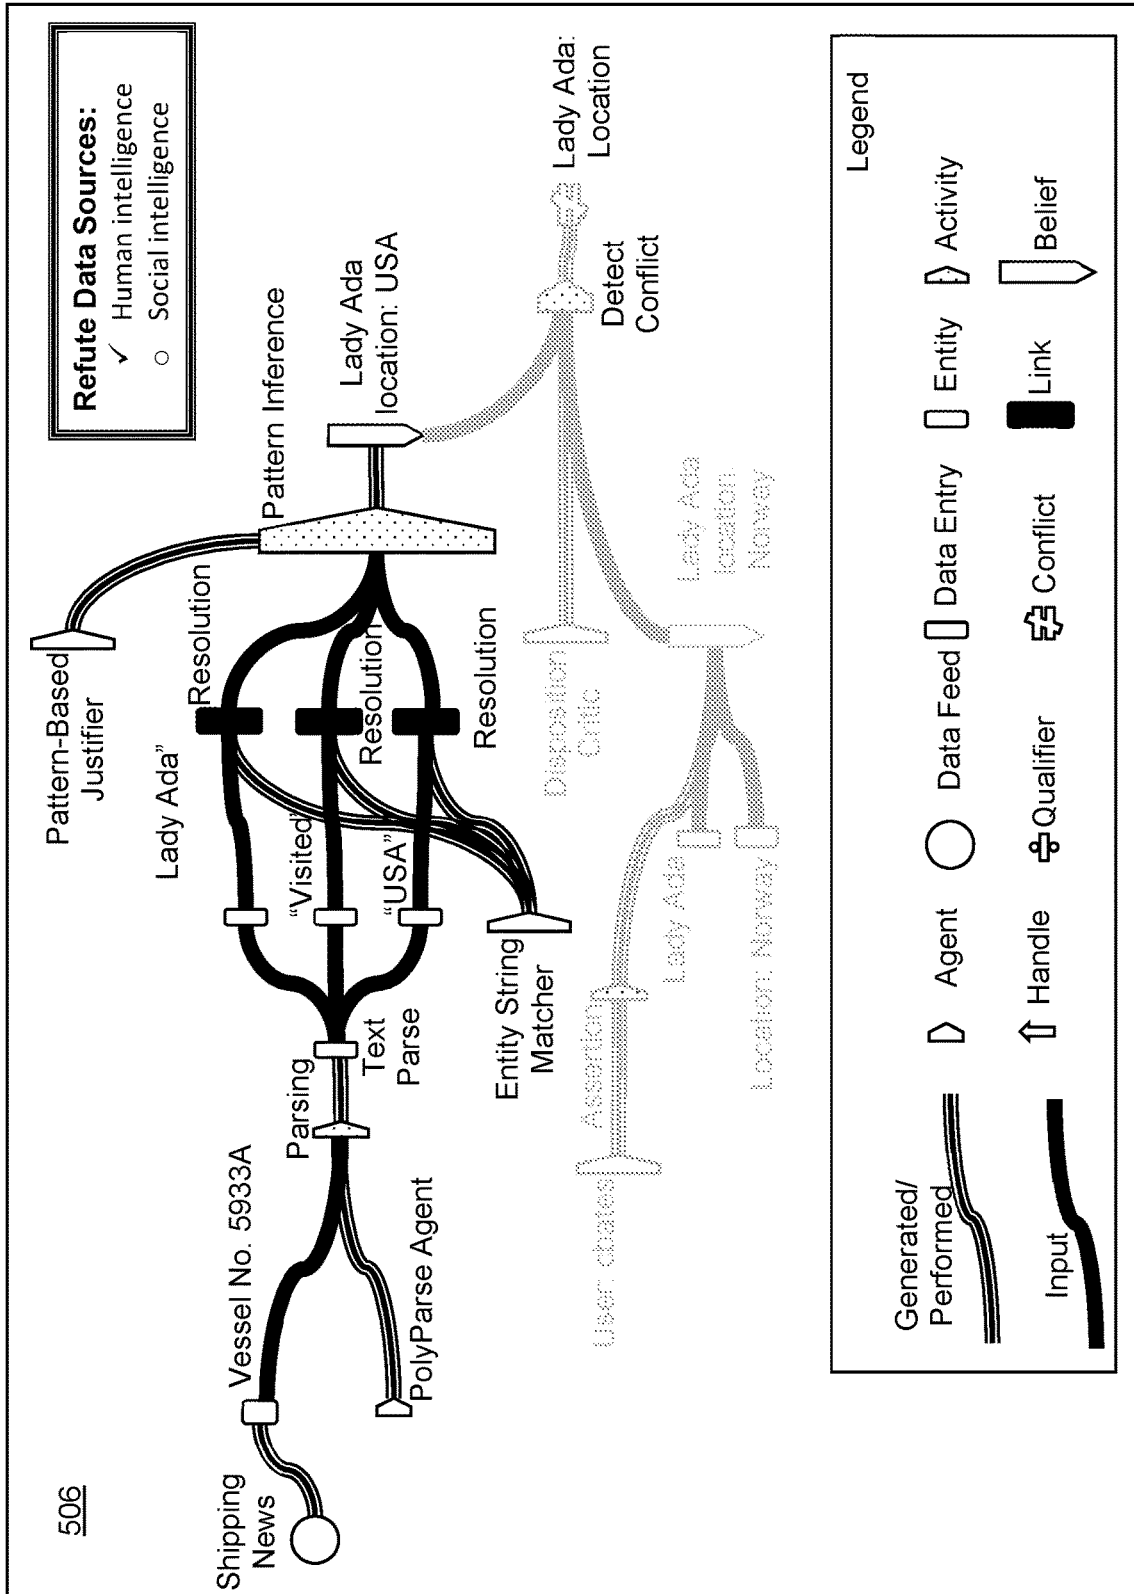 506
Refute Data Sources:
✓ Human intelligence
○ Social intelligence
Pattern-Based
Justifier
Pattern Inference
Lady Ada
location: USA
Resolution
Resolution
Resolution
Lady Ada”
“Visited”
“USA”
Entity String
Matcher
Parsing
Text
Parse
Vessel No. 5933A
PolyParse Agent
Shipping
News
Lady Ada:
Location
Detect
Conflict
Lady Ada
location:
Norwey
Disposition
Critic
Lady Ada
Location: Norway
Assertion
User: cbates
Legend
Generated/
Performed
Agent
Data Feed
Data Entry
Entity
Activity
Input
Handle
Qualifier
Conflict
Link
Belief